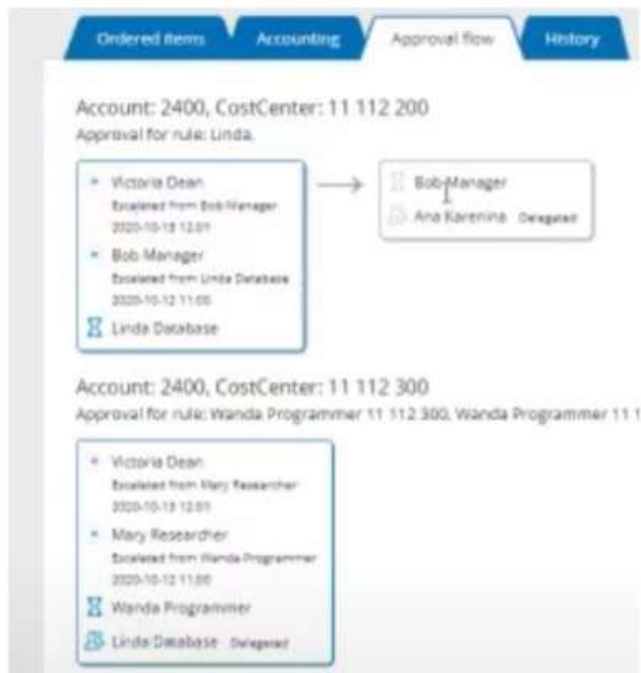 Ordered items
Accounting
Approval flow
History
Account: 2400, CostCenter: 11 112 200
Approval for rule: Linda,
Victoria Dean
Escalated from Bob Manager
2020-10-13 12:01
Bob Manager
Escalated from Linda Database
2020-10-12 11:00
Linda Database
Bob Manager
Ana Karenina Delegated
Account: 2400, CostCenter: 11 112 300
Approval for rule: Wanda Programmer 11 112 300, Wanda Programmer 11 1
Victoria Dean
Escalated from Mary Researcher
2020-10-13 12:01
Mary Researcher
Escalated from Wanda Programmer
2020-10-12 11:00
Wanda Programmer
Linda Database Delegated